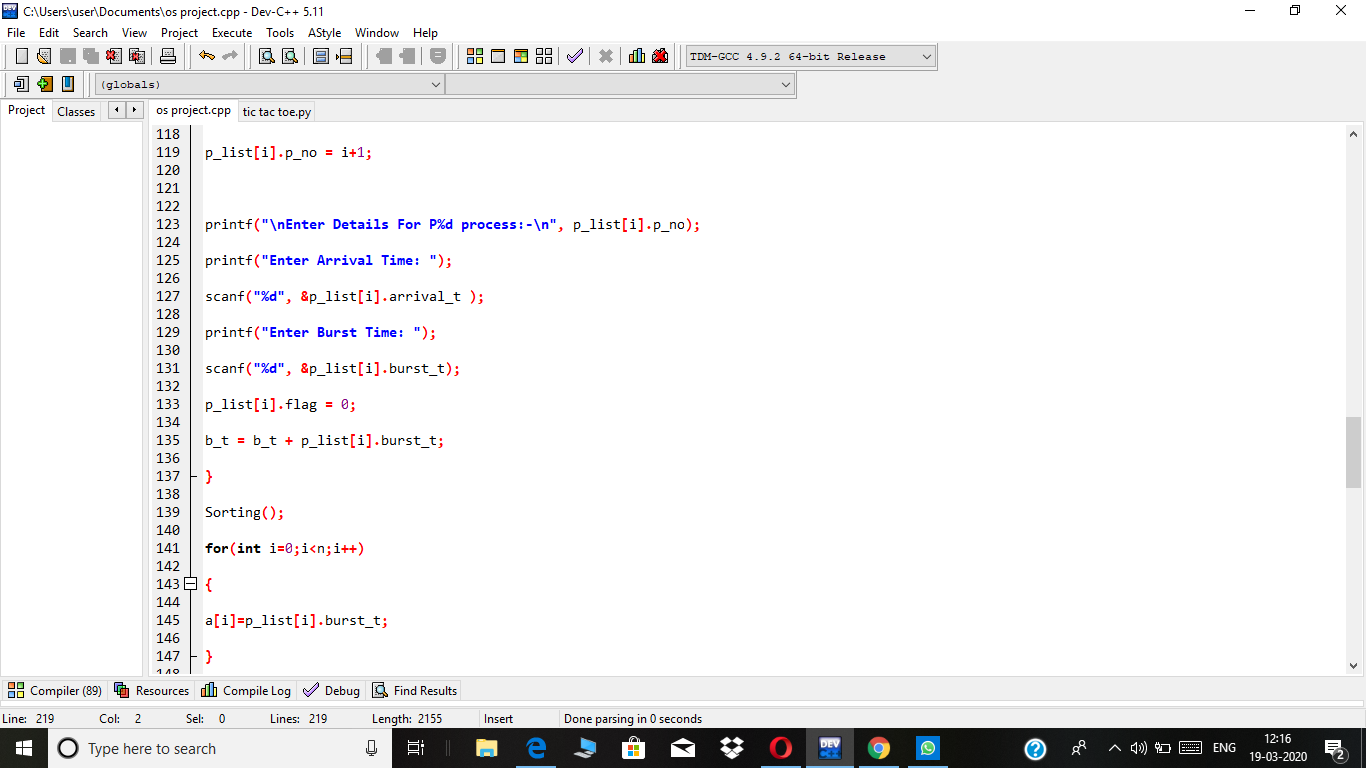 C:\Users\user\Documents\os project.cpp - Dev-C++ 5.11
File Edit Search View Project Execute Tools AStyle Window Help
TDM-GCC 4.9.2 64-bit Release
(globals)
Project Classes
os project.cpp tic tac toe.py
118
119 p_list[i].p_no = i+1;
120
121
122
123 printf("\nEnter Details For P%d process:-\n", p_list[i].p_no);
124
125 printf("Enter Arrival Time: ");
126
127 scanf("%d", &p_list[i].arrival_t );
128
129 printf("Enter Burst Time: ");
130
131 scanf("%d", &p_list[i].burst_t);
132
133 p_list[i].flag = 0;
134
135 b_t = b_t + p_list[i].burst_t;
136
137 }
138
139 Sorting();
140
141 for(int i=0;i<n;i++)
142
143 {
144
145 a[i]=p_list[i].burst_t;
146
147 }
148
Compiler (89) Resources Compile Log Debug Find Results
Line: 219 Col: 2 Sel: 0 Lines: 219 Length: 2155 Insert Done parsing in 0 seconds
Type here to search
DEV
ENG
12:16
19-03-2020
2